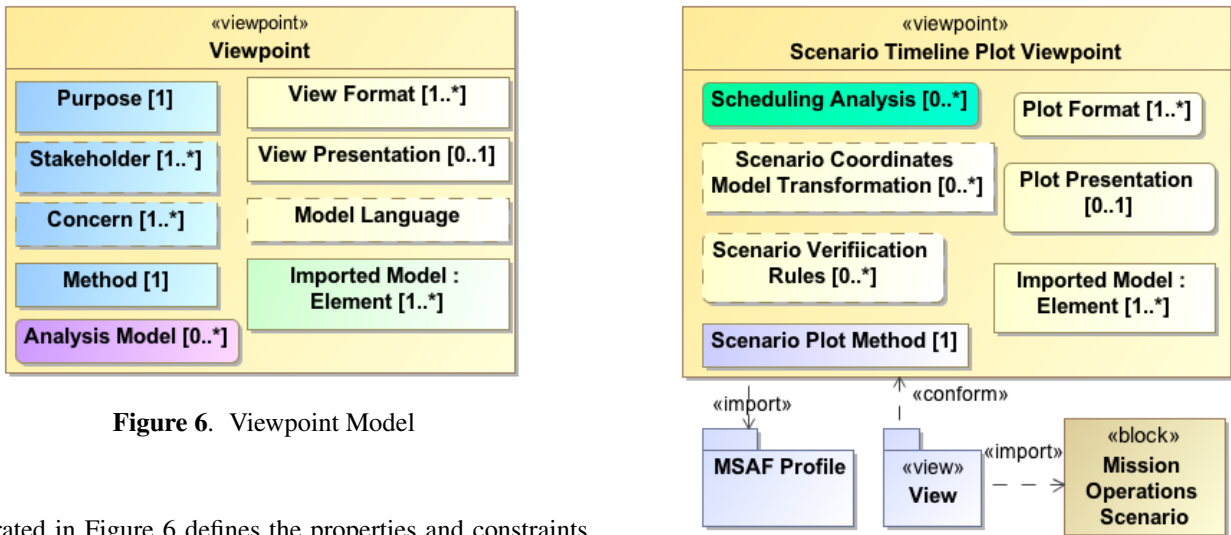 «viewpoint»
Viewpoint
Purpose [1]
View Format [1..*]
Stakeholder [1..*]
View Presentation [0..1]
Concern [1..*]
Model Language
Method [1]
Imported Model :
Element [1..*]
Analysis Model [0..*]
Figure 6. Viewpoint Model
rated in Figure 6 defines the properties and constraints
«viewpoint»
Scenario Timeline Plot Viewpoint
Scheduling Analysis [0..*]
Plot Format [1..*]
Scenario Coordinates
Model Transformation [0..*]
Plot Presentation
[0..1]
Scenario Verifiication
Rules [0..*]
Imported Model :
Element [1..*]
Scenario Plot Method [1]
«import»
«conform»
MSAF Profile
«view»
View
«import»
«block»
Mission
Operations
Scenario